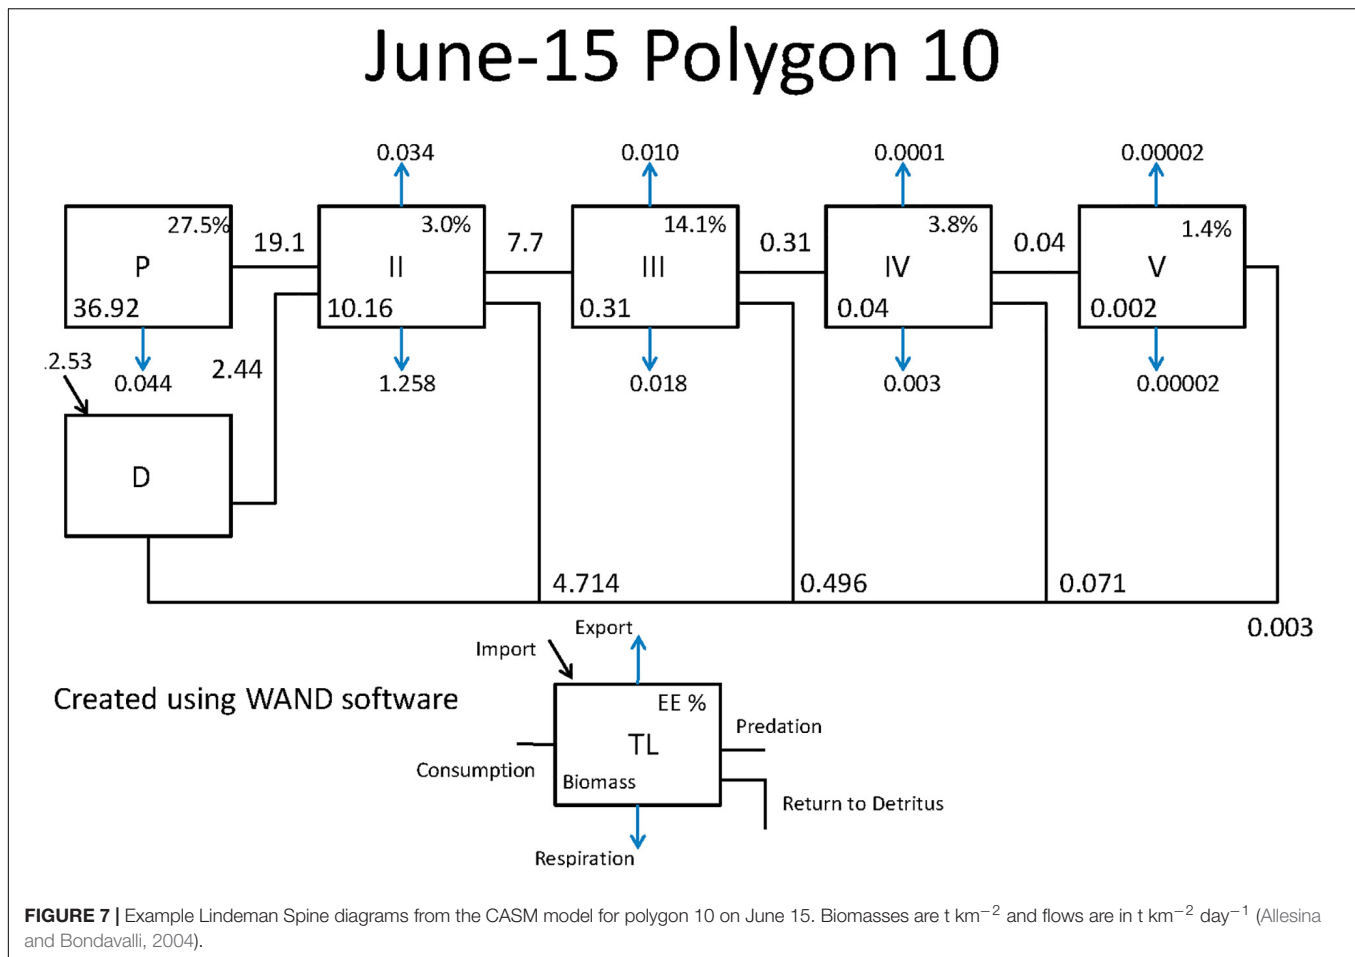 June-15 Polygon 10
0.034 0.010 0.0001 0.00002
27.5% 3.0% 14.1% 3.8% 1.4%
19.1 7.7 0.31 0.04
P II III IV V
36.92 10.16 0.31 0.04 0.002
.2.53 0.044 2.44 1.258 0.018 0.003 0.00002
D
4.714 0.496 0.071
0.003
Export
Import
Created using WAND software
EE %
Predation
TL
Consumption
Biomass
Return to Detritus
Respiration
FIGURE 7 | Example Lindeman Spine diagrams from the CASM model for polygon 10 on June 15. Biomasses are t km⁻² and flows are in t km⁻² day⁻¹ (Allesina
and Bondavalli, 2004).